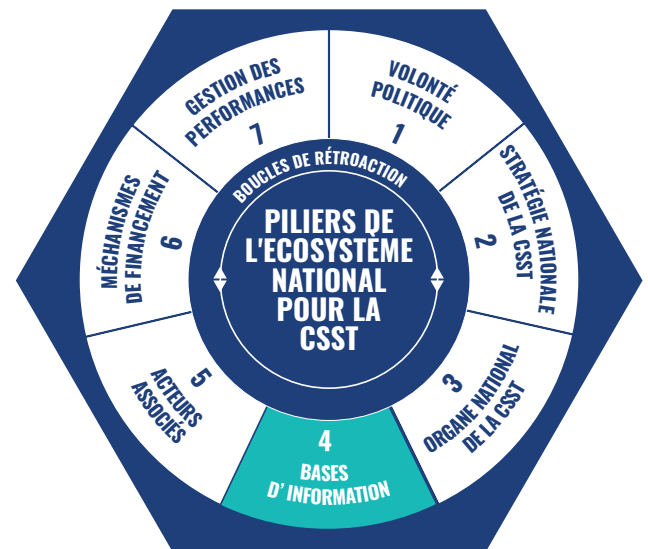 BOUCLES DE RÉTROACTION
PILIERS DE
L'ECOSYSTÈME
NATIONAL
POUR LA
CSST
VOLONTÉ
POLITIQUE
1
STRATÉGIE NATIONALE
DE LA CSST
2
3
ORGANE NATIONAL
DE LA CSST
4
BASES
D' INFORMATION
5
ACTEURS
ASSOCIÉS
MÉCHANISMES
DE FINANCEMENT
6
GESTION DES
PERFORMANCES
7